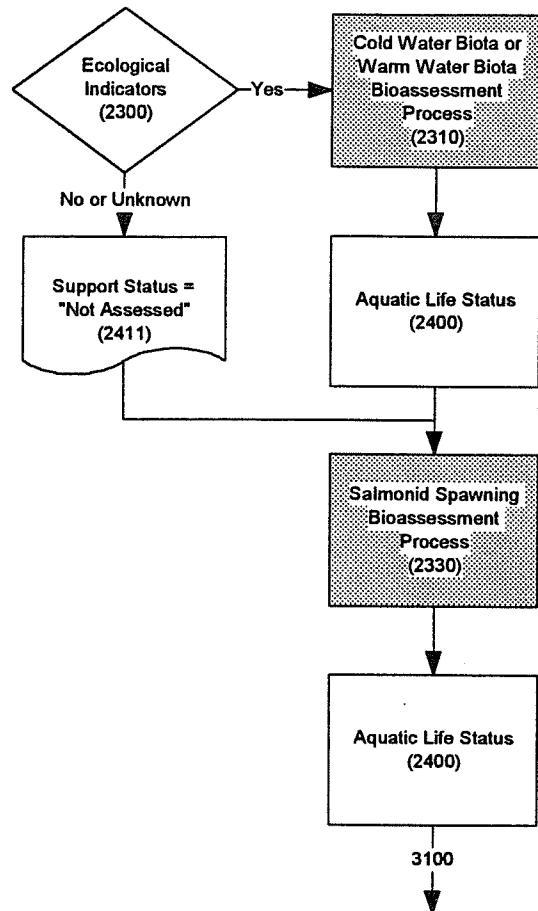 Ecological
Indicators
(2300)
Yes
Cold Water Biota or
Warm Water Biota
Bioassessment
Process
(2310)
No or Unknown
Support Status =
"Not Assessed"
(2411)
Aquatic Life Status
(2400)
Salmonid Spawning
Bioassessment
Process
(2330)
Aquatic Life Status
(2400)
3100